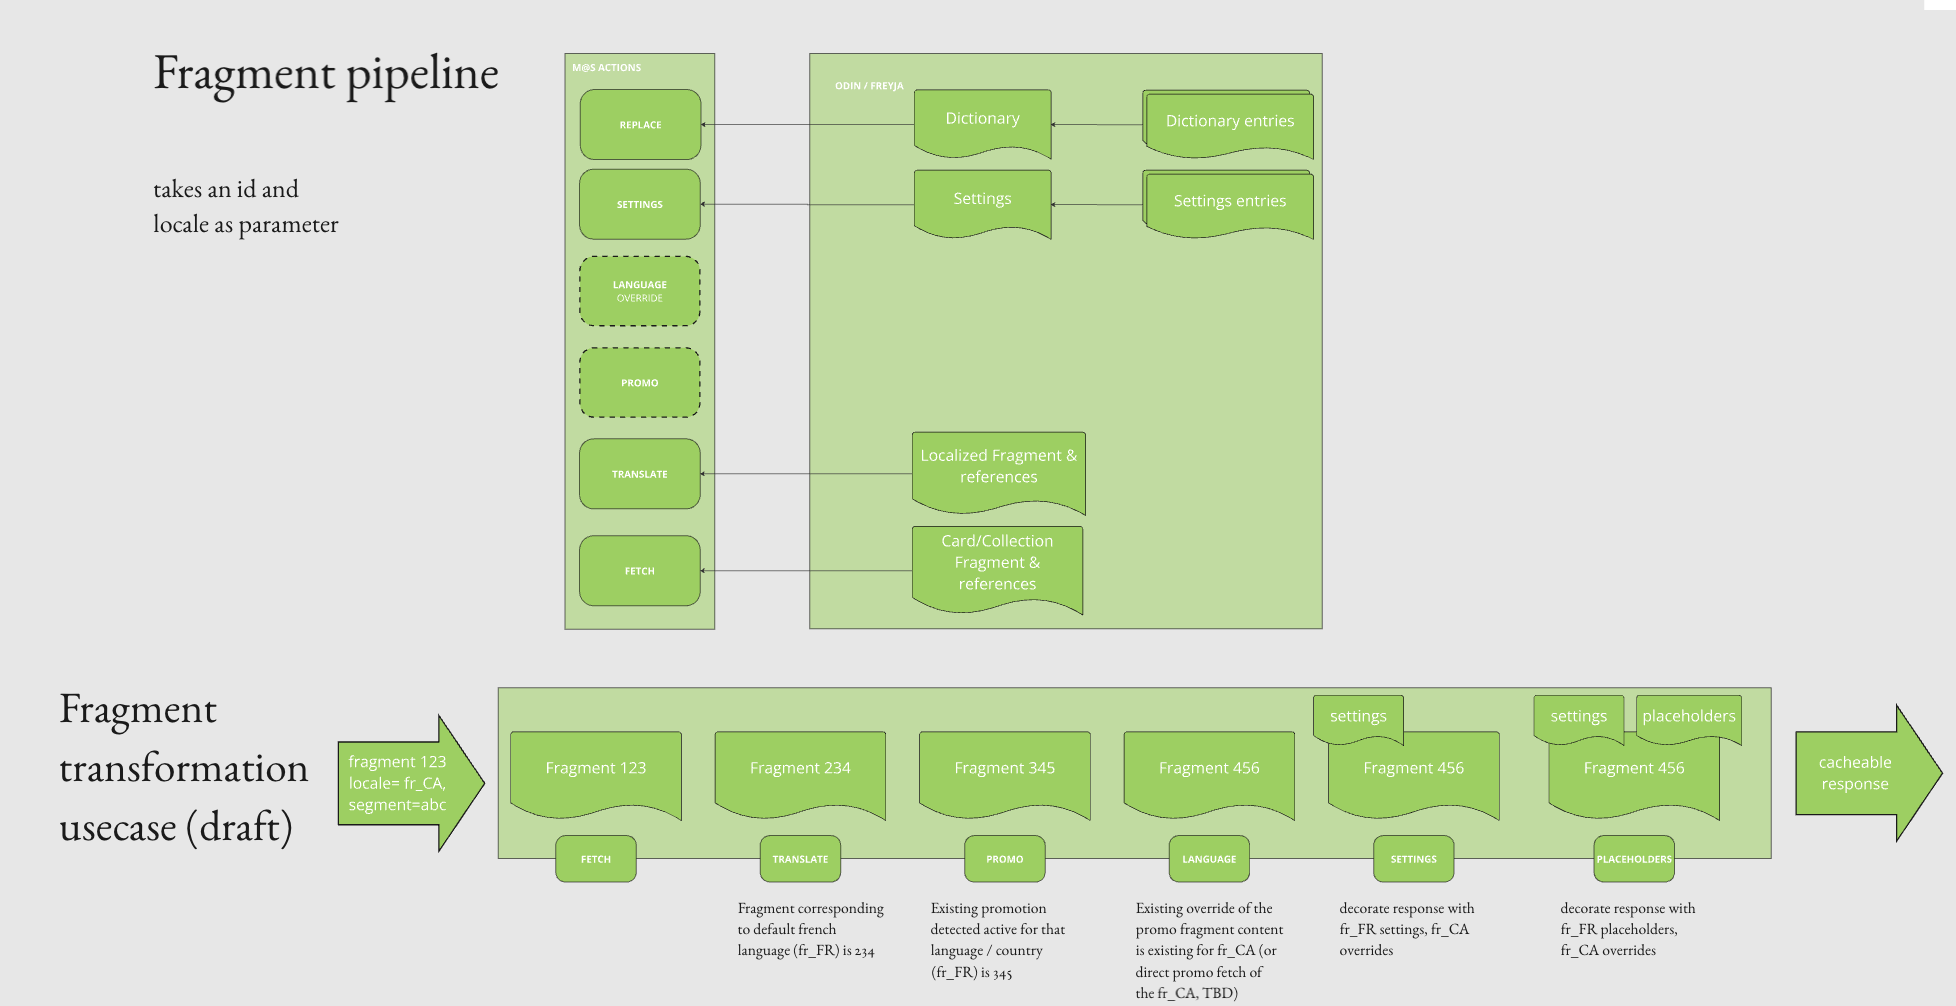 Fragment pipeline
takes an id and
locale as parameter
M@S ACTIONS
REPLACE
SETTINGS
LANGUAGE
OVERRIDE
PROMO
TRANSLATE
FETCH
ODIN / FREYJA
Dictionary
Dictionary entries
Settings
Settings entries
Localized Fragment &
references
Card/Collection
Fragment &
references
Fragment
transformation
usecase (draft)
fragment 123
locale= fr_CA,
segment=abc
Fragment 123
FETCH
Fragment 234
TRANSLATE
Fragment corresponding
to default french
language (fr_FR) is 234
Fragment 345
PROMO
Existing promotion
detected active for that
language / country
(fr_FR) is 345
Fragment 456
LANGUAGE
Existing override of the
promo fragment content
is existing for fr_CA (or
direct promo fetch of
the fr_CA, TBD)
settings
Fragment 456
SETTINGS
decorate response with
fr_FR settings, fr_CA
overrides
settings
placeholders
Fragment 456
PLACEHOLDERS
decorate response with
fr_FR placeholders,
fr_CA overrides
cacheable
response